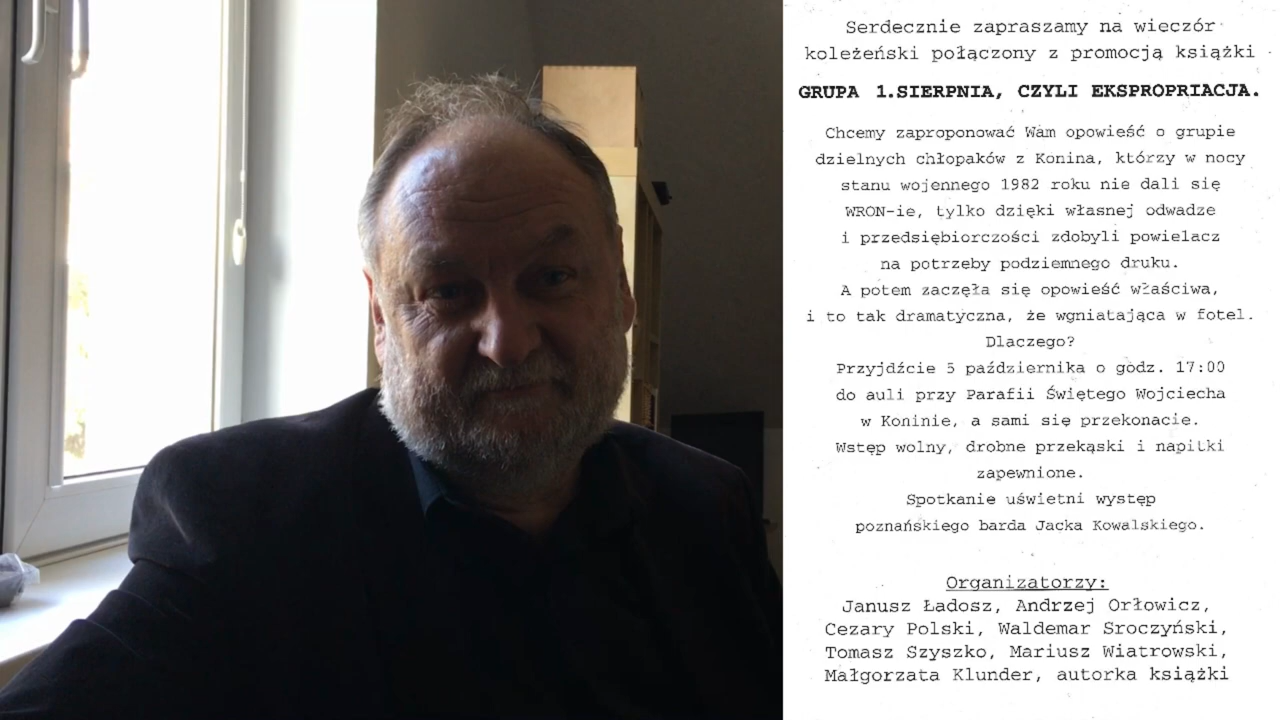 Serdecznie zapraszamy na wieczór
koleżeński połączony z promocją książki
GRUPA 1.SIERPNIA, CZYLI EKSPROPRIACJA.
Chcemy zaproponować Wam opowieść o grupie
dzielnych chłopaków z Konina, którzy w nocy
stanu wojennego 1982 roku nie dali się
WRON-ie, tylko dzięki własnej odwadze
i przedsiębiorczości zdobyli powielacz
na potrzeby podziemnego druku.
A potem zaczęła się opowieść właściwa,
i to tak dramatyczna, że wgniatająca w fotel.
Dlaczego?
Przyjdźcie 5 października o godz. 17:00
do auli przy Parafii Świętego Wojciecha
w Koninie, a sami się przekonacie.
Wstęp wolny, drobne przekąski i napitki
zapewnione.
Spotkanie uświetni występ
poznańskiego barda Jacka Kowalskiego.
Organizatorzy:
Janusz Ładosz, Andrzej Orłowicz,
Cezary Polski, Waldemar Sroczyński,
Tomasz Szyszko, Mariusz Wiatrowski,
Małgorzata Klunder, autorka książki